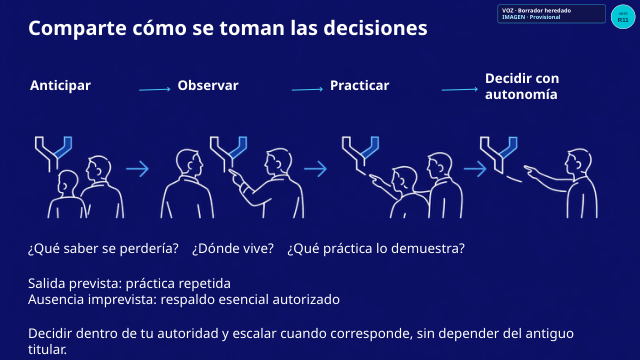 Comparte cómo se toman las decisiones
VOZ · Borrador heredado
IMAGEN · Provisional
R11
Anticipar
Observar
Practicar
Decidir con
autonomía
¿Qué saber se perdería? ¿Dónde vive? ¿Qué práctica lo demuestra?
Salida prevista: práctica repetida
Ausencia imprevista: respaldo esencial autorizado
Decidir dentro de tu autoridad y escalar cuando corresponde, sin depender del antiguo
titular.